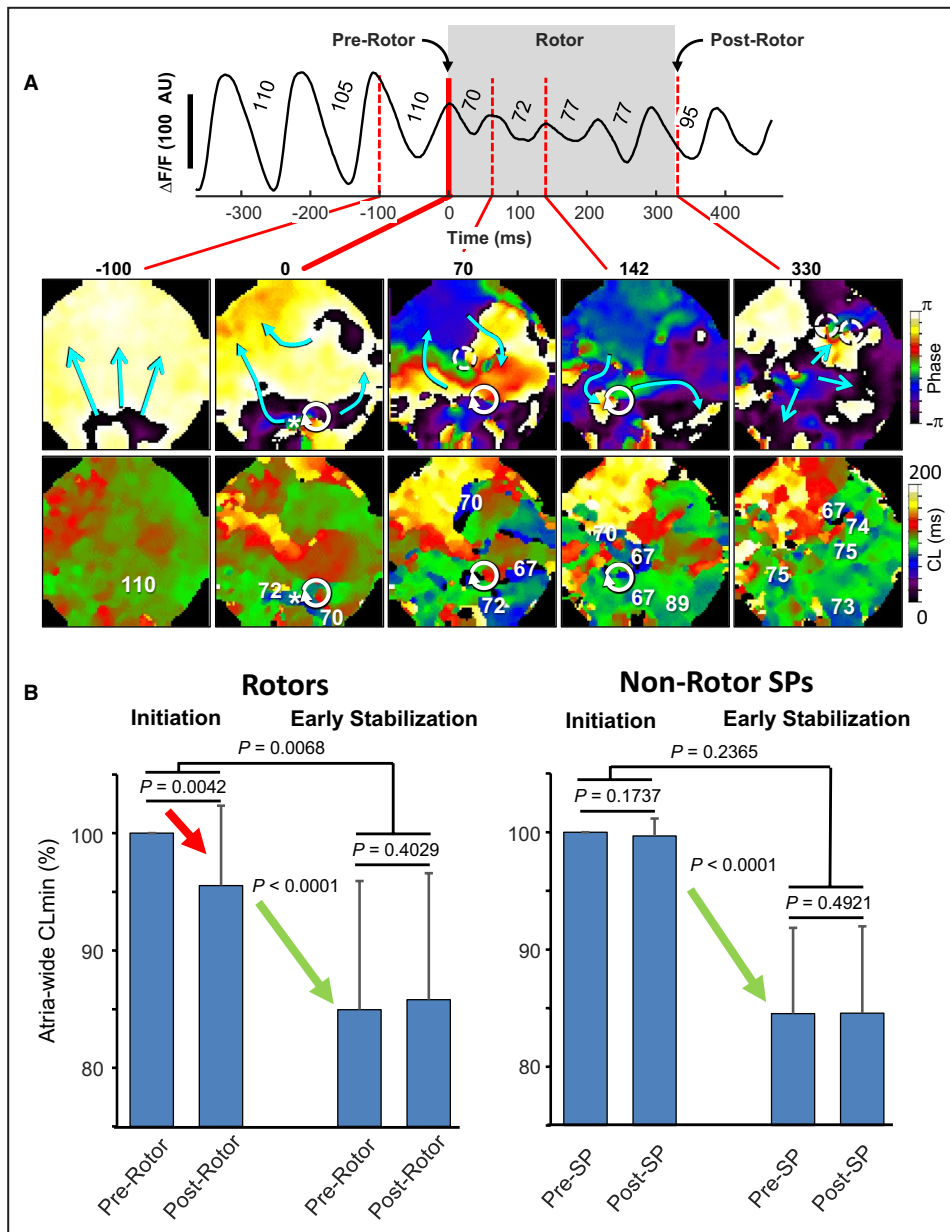 Pre-Rotor Rotor Post-Rotor
A
ΔF/F (100 AU)
110 105 110 70 72 77 77 95
-300 -200 -100 0 100 200 300 400
Time (ms)
-100 0 70 142 330
*
π
Phase
-π
200
CL (ms)
0
110
72 * 70
70 67 72
70 67 67 89
67 74 75 75 73
B
Rotors
Initiation Early Stabilization
P = 0.0068
P = 0.0042
P < 0.0001
P = 0.4029
Atria-wide CLmin (%)
100
90
80
Pre-Rotor Post-Rotor Pre-Rotor Post-Rotor
Non-Rotor SPs
Initiation Early Stabilization
P = 0.2365
P = 0.1737
P < 0.0001
P = 0.4921
100
90
80
Pre-SP Post-SP Pre-SP Post-SP